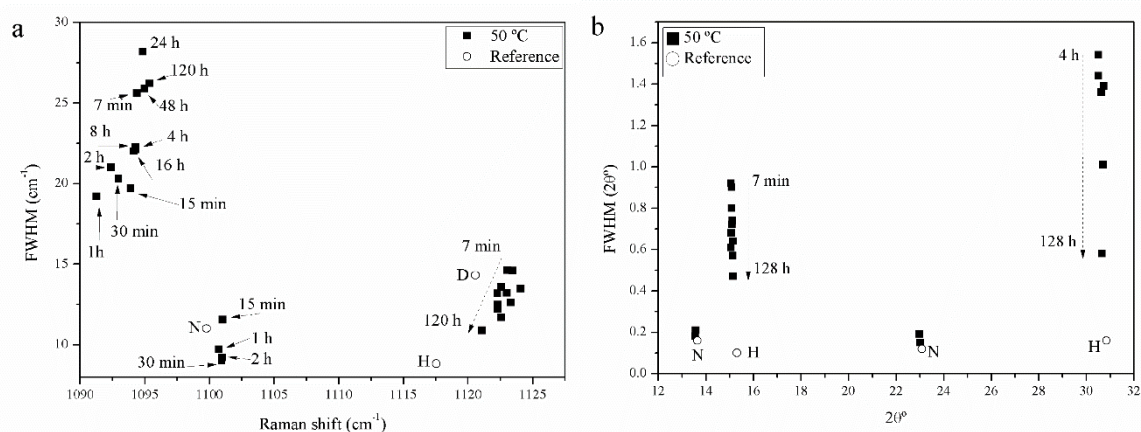 a
30
25
20
15
10
FWHM (cm⁻¹)
1090 1095 1100 1105 1110 1115 1120 1125
Raman shift (cm⁻¹)
50 ºC
Reference
24 h
120 h
7 min
48 h
8 h
4 h
2 h
16 h
15 min
30 min
1h
15 min
N
1 h
30 min
2 h
7 min
D
120 h
H
b
1.6
1.4
1.2
1.0
0.8
0.6
0.4
0.2
0.0
FWHM (2θº)
12 14 16 18 20 22 24 26 28 30 32
2θº
50 ºC
Reference
4 h
7 min
128 h
128 h
N
H
N
H